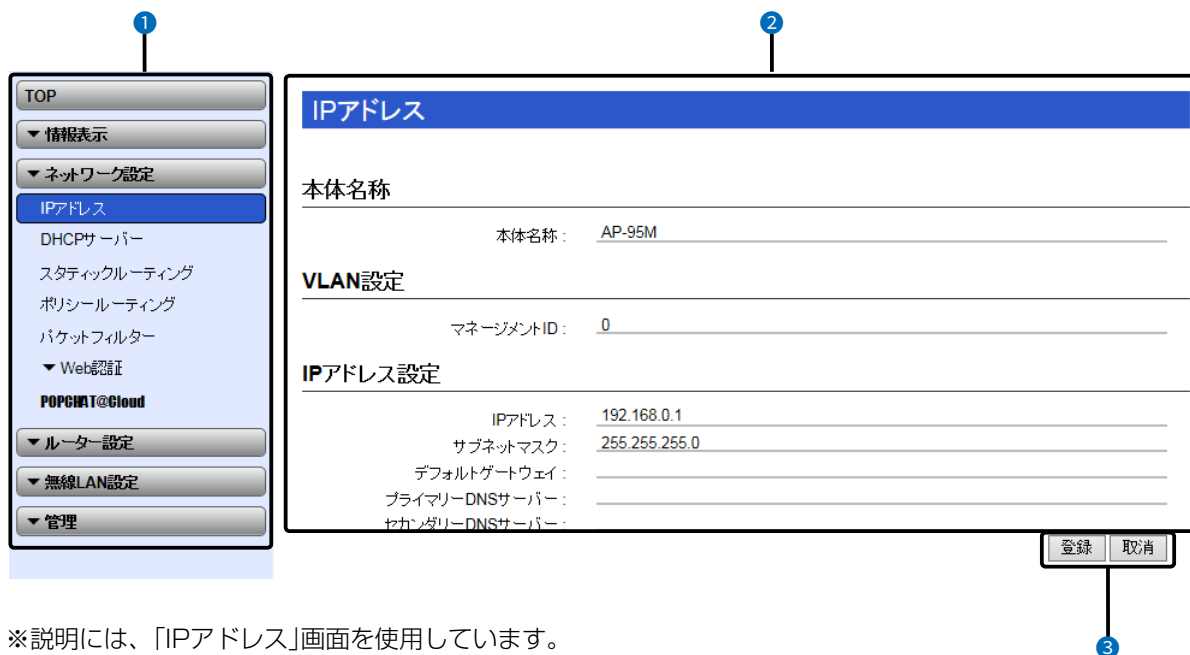 1
2
TOP
▼情報表示
▼ネットワーク設定
IPアドレス
DHCPサーバー
スタティックルーティング
ポリシールーティング
パケットフィルター
▼Web認証
POPCHAT@Cloud
▼ルーター設定
▼無線LAN設定
▼管理
IPアドレス
本体名称
本体名称: AP-95M
VLAN設定
マネージメントID: 0
IPアドレス設定
IPアドレス: 192.168.0.1
サブネットマスク: 255.255.255.0
デフォルトゲートウェイ:
プライマリーDNSサーバー:
セカンダリーDNSサーバー:
登録 取消
3
※説明には、「IPアドレス」画面を使用しています。